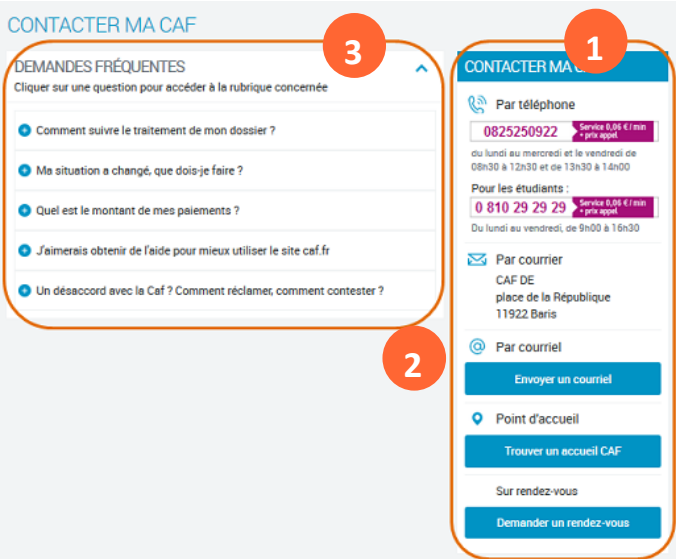 CONTACTER MA CAF
3
DEMANDES FRÉQUENTES
Cliquer sur une question pour accéder à la rubrique concernée
Comment suivre le traitement de mon dossier ?
Ma situation a changé, que dois-je faire ?
Quel est le montant de mes paiements ?
J'aimerais obtenir de l'aide pour mieux utiliser le site caf.fr
Un désaccord avec la Caf ? Comment réclamer, comment contester ?
2
1
CONTACTER MA
Par téléphone
0825250922 Service 0,06 € / min
+ prix appel
du lundi au mercredi et le vendredi de
08h30 à 12h30 et de 13h30 à 14h00
Pour les étudiants :
0 810 29 29 29 Service 0,06 € / min
+ prix appel
Du lundi au vendredi, de 9h00 à 16h30
Par courrier
CAF DE
place de la République
11922 Baris
@ Par courriel
Envoyer un courriel
Point d'accueil
Trouver un accueil CAF
Sur rendez-vous
Demander un rendez-vous